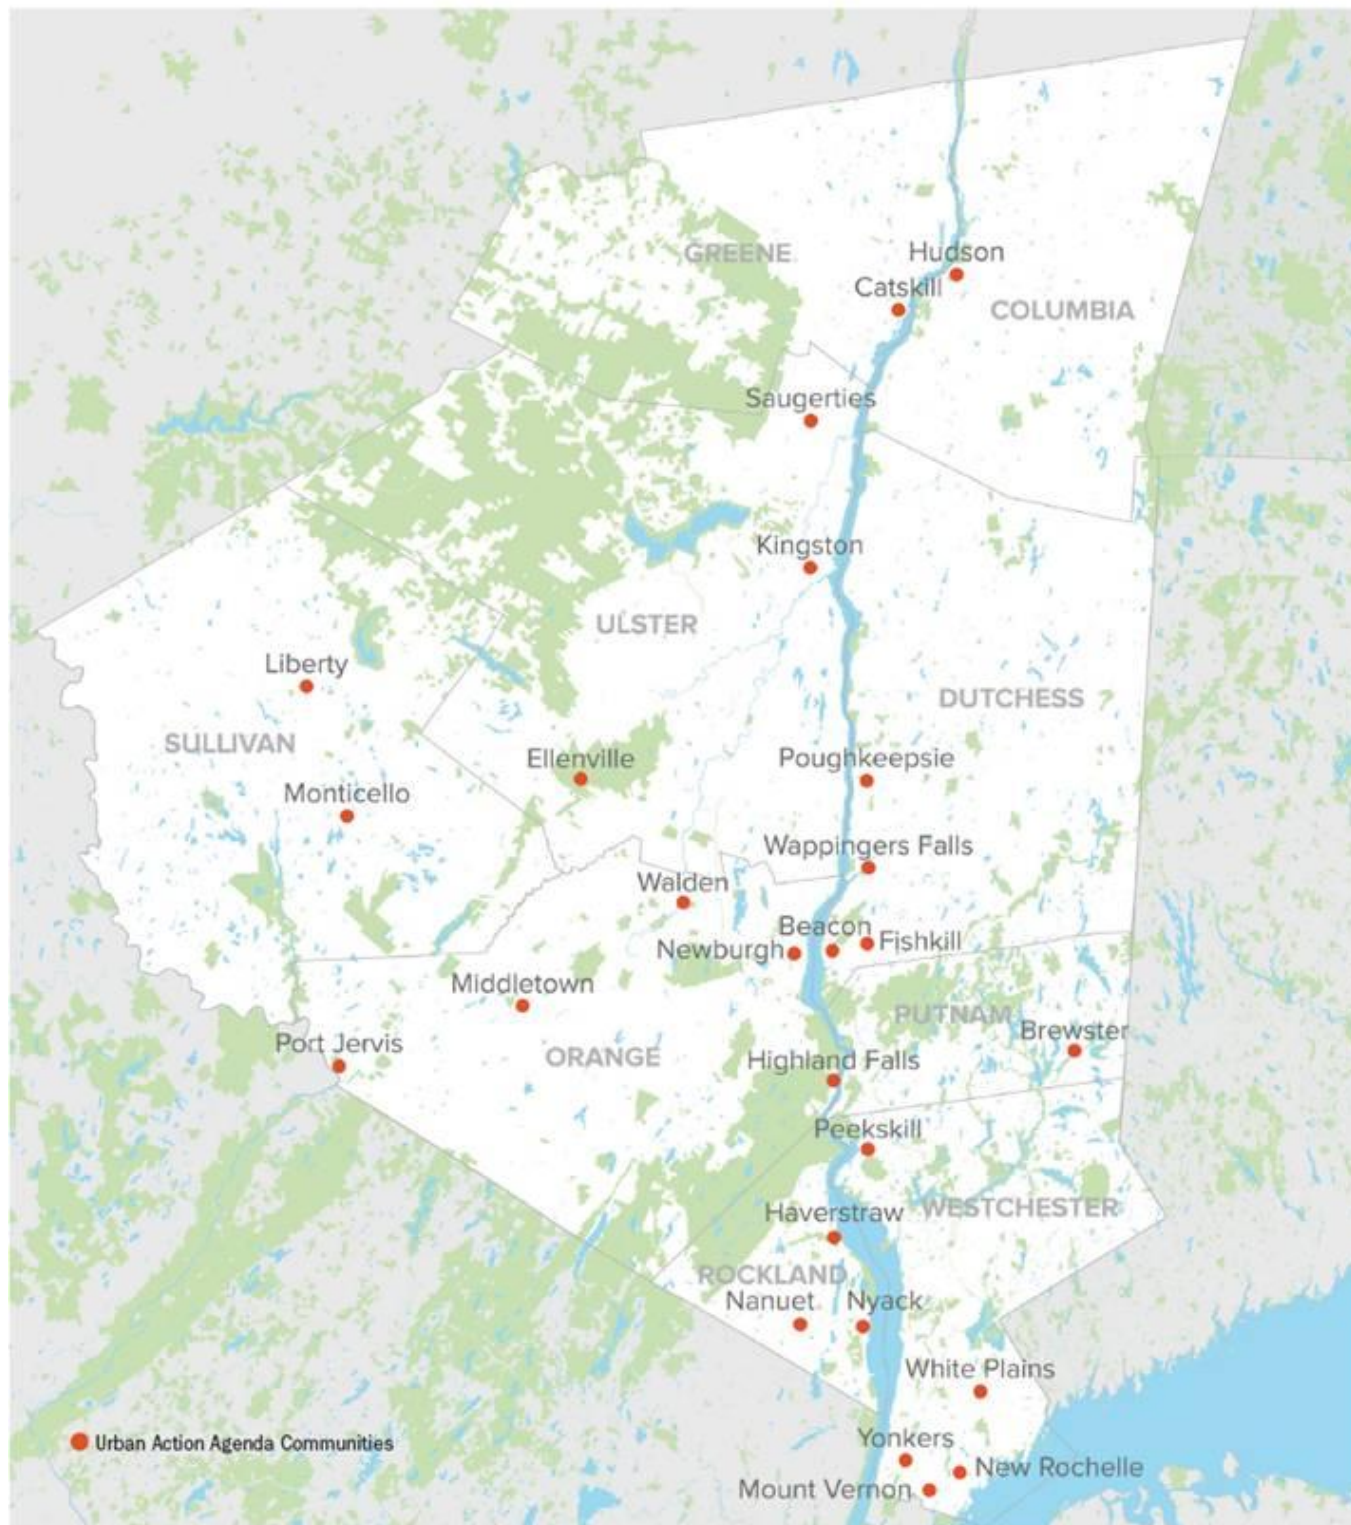 GREENE
Hudson
Catskill
COLUMBIA
Saugerties
Kingston
ULSTER
Liberty
DUTCHESS
SULLIVAN
Ellenville
Poughkeepsie
Monticello
Wappingers Falls
Walden
Beacon
Fishkill
Newburgh
Middletown
PUTNAM
Brewster
Port Jervis
ORANGE
Highland Falls
Peekskill
WESTCHESTER
Haverstraw
ROCKLAND
Nanuet
Nyack
White Plains
Yonkers
Urban Action Agenda Communities
New Rochelle
Mount Vernon